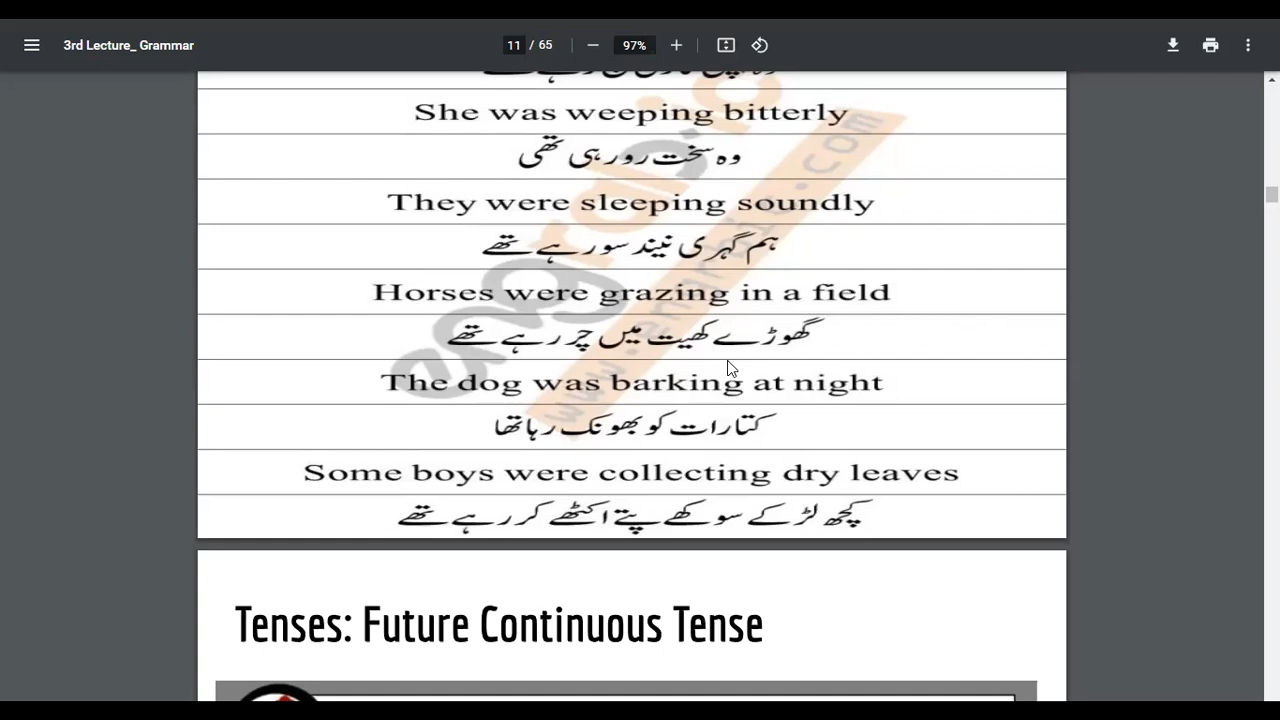 3rd Lecture_ Grammar
11 / 65
97%
She was weeping bitterly
وہ سخت رو رہی تھی
They were sleeping soundly
ہم گہری نیند سو رہے تھے
Horses were grazing in a field
گھوڑے کھیت میں چر رہے تھے
The dog was barking at night
کتا رات کو بھونک رہا تھا
Some boys were collecting dry leaves
کچھ لڑکے سوکھے پتے اکٹھے کر رہے تھے
Tenses: Future Continuous Tense